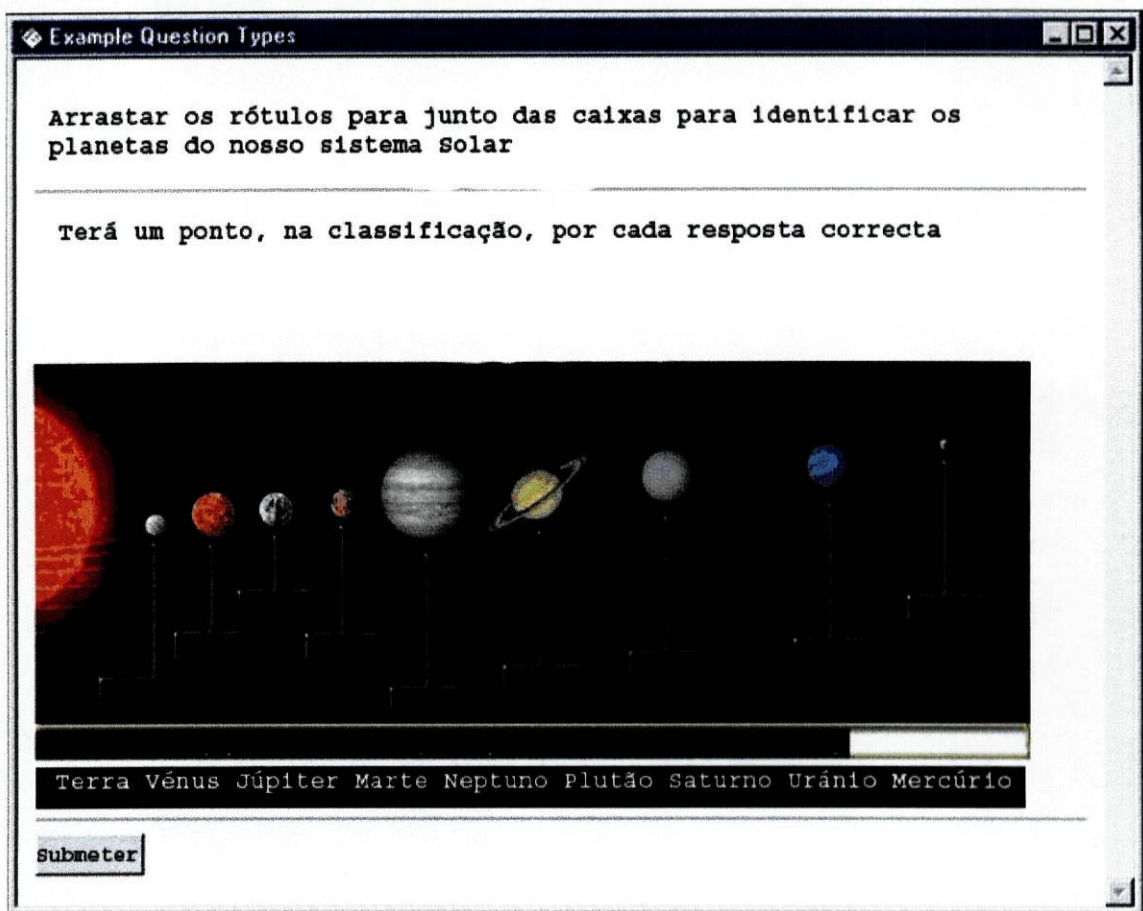 Example Question Types
Arrastar os rótulos para junto das caixas para identificar os
planetas do nosso sistema Solar
Terá um ponto, na classificação, por cada resposta correcta
Terra Vénus Júpiter Marte Neptuno Plutão Saturno Uránio Mercúrio
Submeter